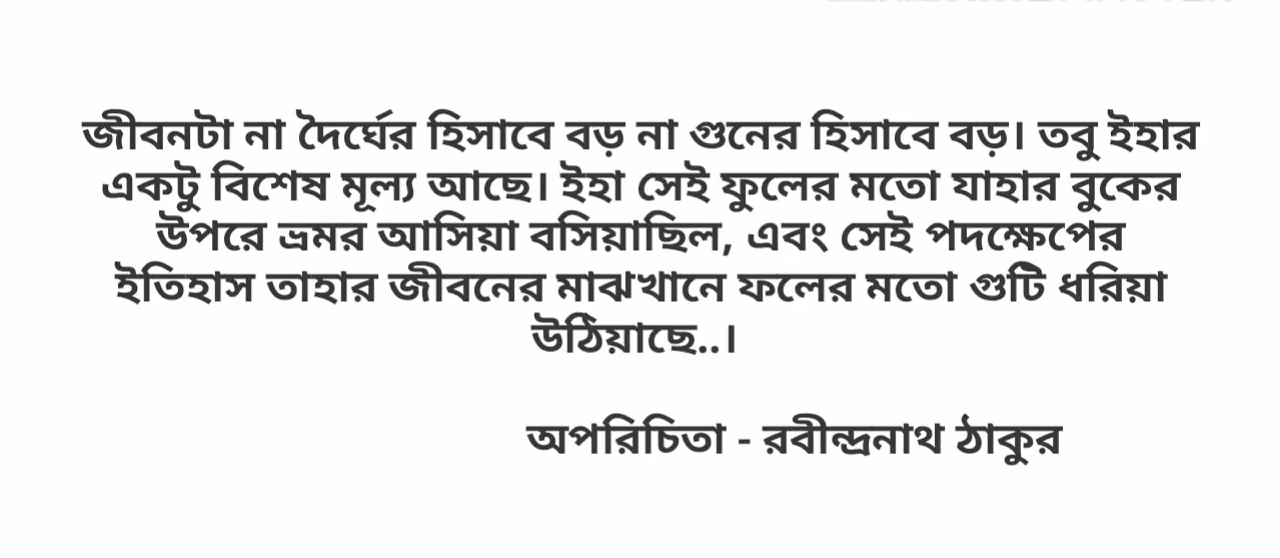 জীবনটা না দৈর্ঘের হিসাবে বড় না গুনের হিসাবে বড়। তবু ইহার
একটু বিশেষ মূল্য আছে। ইহা সেই ফুলের মতো যাহার বুকের
উপরে ভ্রমর আসিয়া বসিয়াছিল, এবং সেই পদক্ষেপের
ইতিহাস তাহার জীবনের মাঝখানে ফলের মতো গুটি ধরিয়া
উঠিয়াছে..।
অপরিচিতা - রবীন্দ্রনাথ ঠাকুর